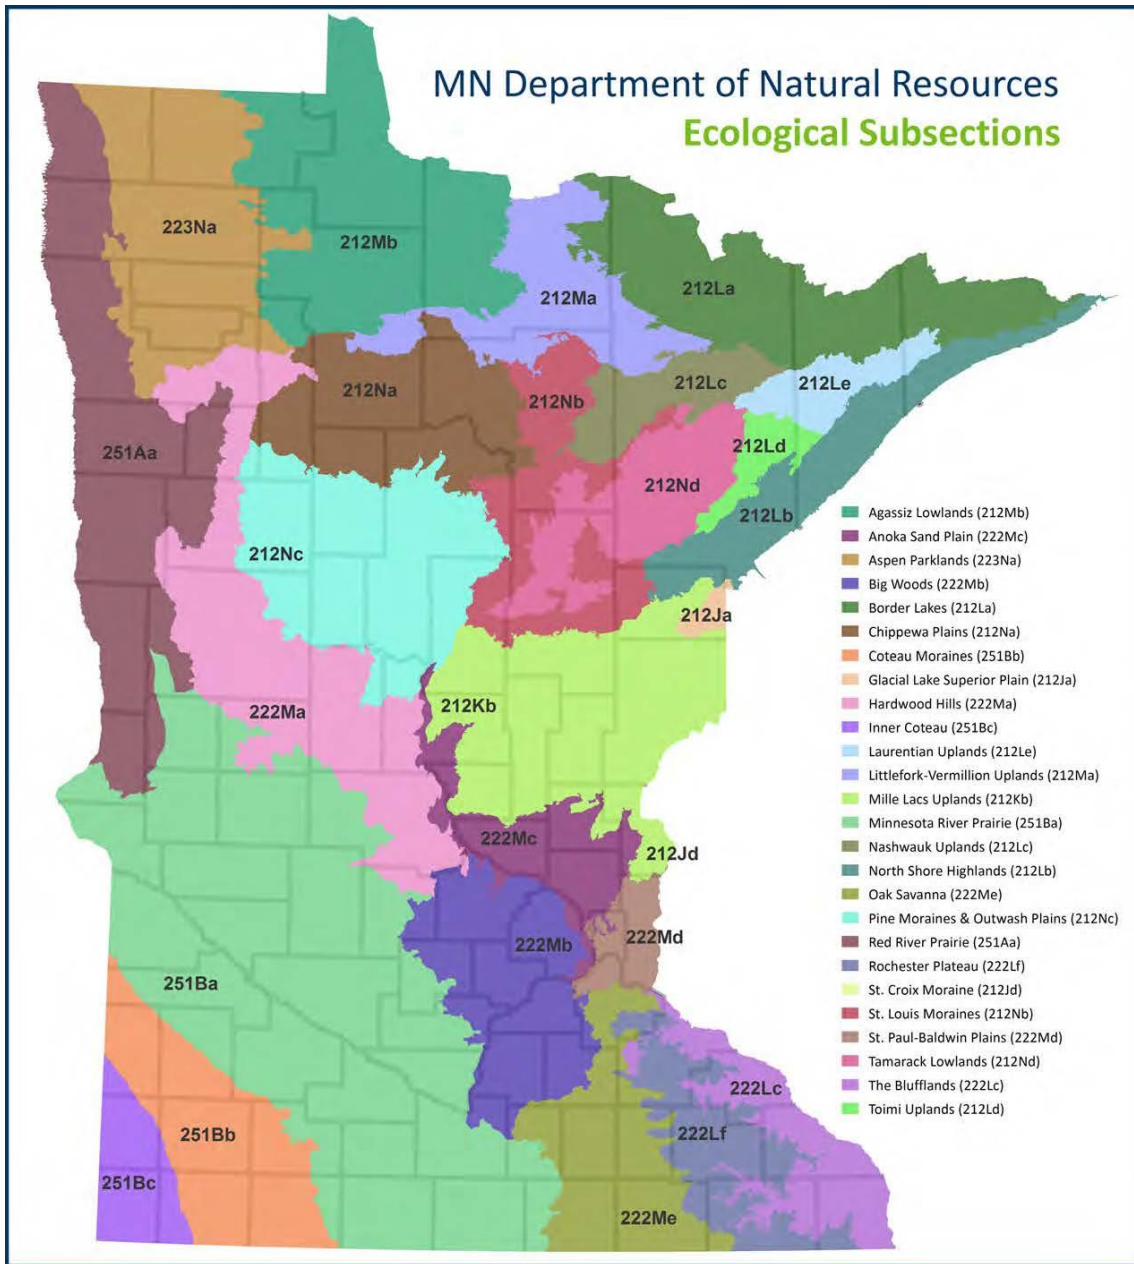 MN Department of Natural Resources
Ecological Subsections
223Na
212Mb
212Ma
212La
212Na
212Nb
212Lc
212Le
251Aa
212Ld
212Nd
212Lb
212Nc
212Ja
222Ma
212Kb
222Mc
212Jd
222Mb
222Md
251Ba
222Lc
251Bb
222Lf
251Bc
222Me
Agassiz Lowlands (212Mb)
Anoka Sand Plain (222Mc)
Aspen Parklands (223Na)
Big Woods (222Mb)
Border Lakes (212La)
Chippewa Plains (212Na)
Coteau Moraines (251Bb)
Glacial Lake Superior Plain (212Ja)
Hardwood Hills (222Ma)
Inner Coteau (251Bc)
Laurentian Uplands (212Le)
Littlefork-Vermillion Uplands (212Ma)
Mille Lacs Uplands (212Kb)
Minnesota River Prairie (251Ba)
Nashwauk Uplands (212Lc)
North Shore Highlands (212Lb)
Oak Savanna (222Me)
Pine Moraines & Outwash Plains (212Nc)
Red River Prairie (251Aa)
Rochester Plateau (222Lf)
St. Croix Moraine (212Jd)
St. Louis Moraines (212Nb)
St. Paul-Baldwin Plains (222Md)
Tamarack Lowlands (212Nd)
The Blufflands (222Lc)
Toimi Uplands (212Ld)